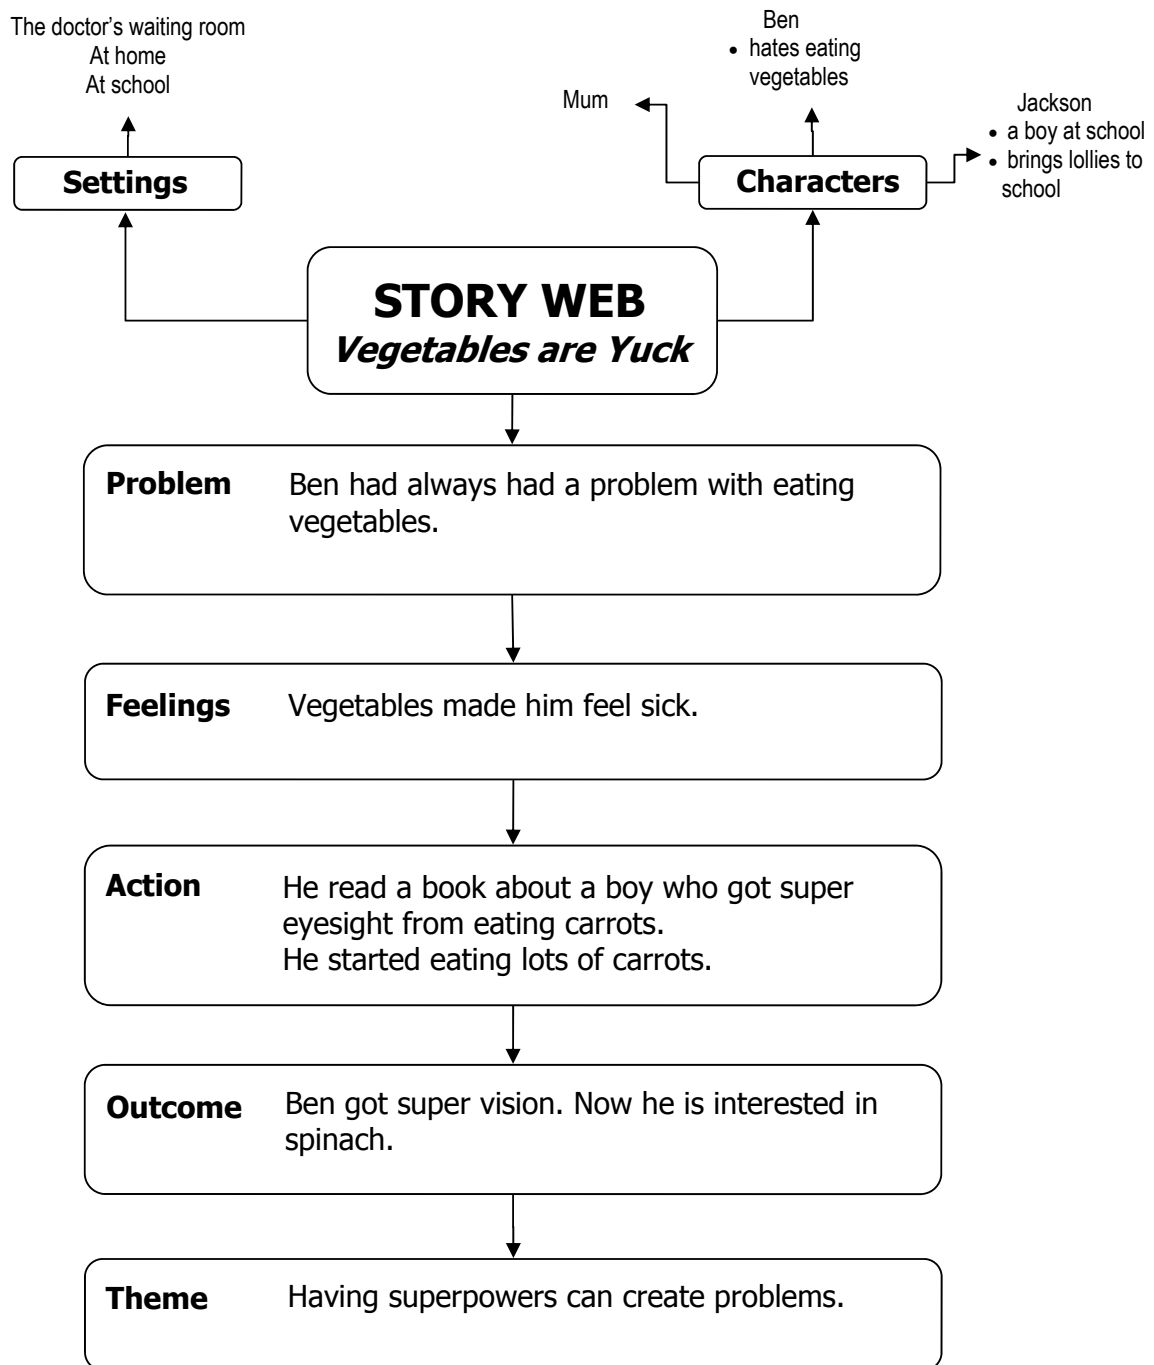 The doctor’s waiting room
At home
At school
Settings
Ben
• hates eating
vegetables
Mum
Jackson
• a boy at school
• brings lollies to
school
Characters
STORY WEB
Vegetables are Yuck
Problem Ben had always had a problem with eating
vegetables.
Feelings Vegetables made him feel sick.
Action He read a book about a boy who got super
eyesight from eating carrots.
He started eating lots of carrots.
Outcome Ben got super vision. Now he is interested in
spinach.
Theme Having superpowers can create problems.